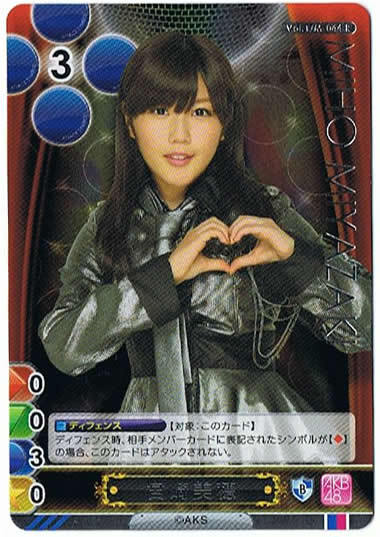 Vol.1/M-064 R
3
MIHO MIYAZAKI
0
0
3
0
ディフェンス 【対象:このカード】
ディフェンス時、相手メンバーカードに表記されたシンボルが【◆】
の場合、このカードはアタックされない。
宮崎美穂
B
AKB
48
©AKS